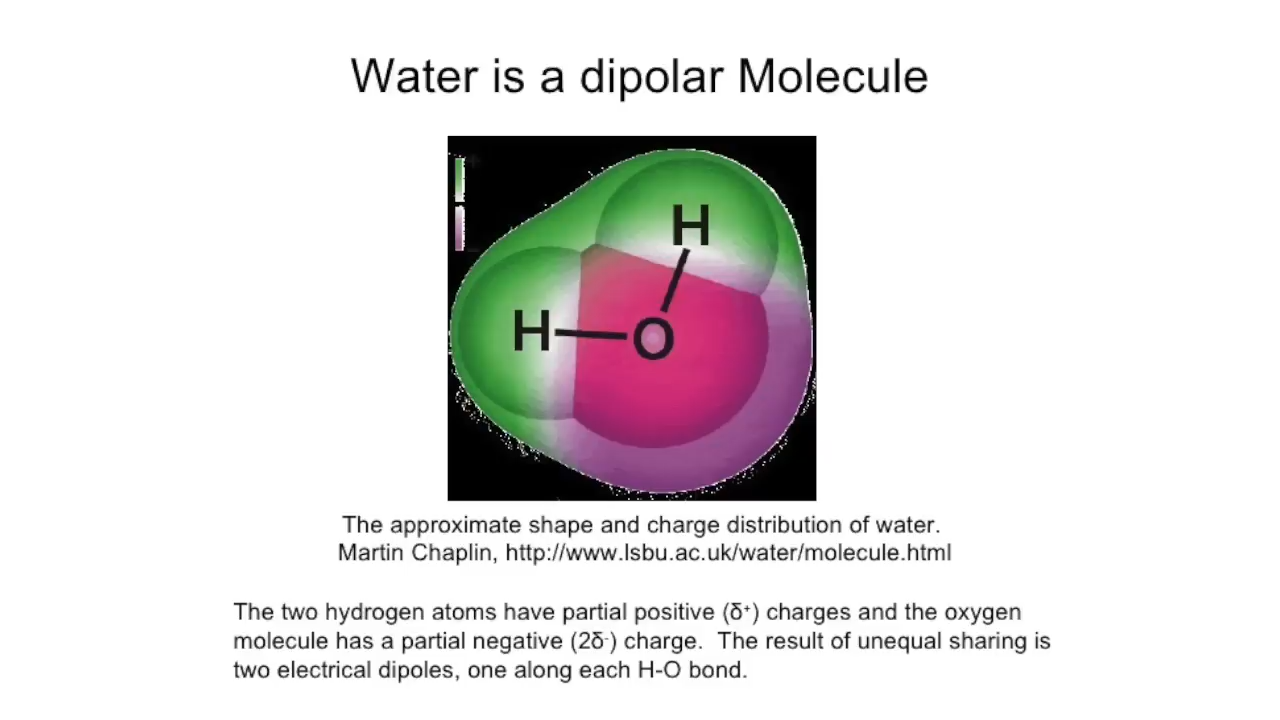 Water is a dipolar Molecule
H
H
O
The approximate shape and charge distribution of water.
Martin Chaplin, http://www.lsbu.ac.uk/water/molecule.html
The two hydrogen atoms have partial positive (δ⁺) charges and the oxygen
molecule has a partial negative (2δ⁻) charge.  The result of unequal sharing is
two electrical dipoles, one along each H-O bond.